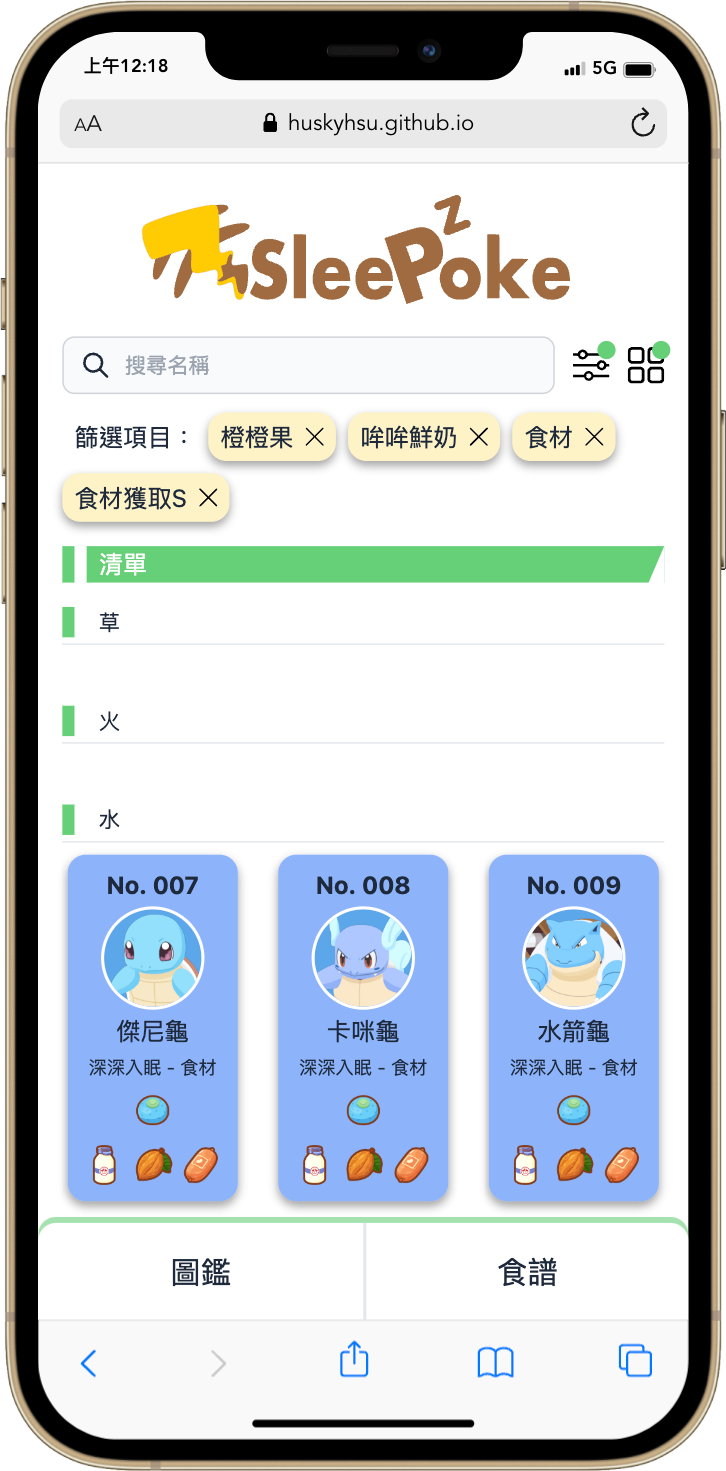 上午12:18
5G
AA
huskyhsu.github.io
SleePoke
z
搜尋名稱
篩選項目：
橙橙果
哞哞鮮奶
食材
食材獲取S
清單
草
火
水
No. 007
No. 008
No. 009
傑尼龜
卡咪龜
水箭龜
深深入眠 - 食材
深深入眠 - 食材
深深入眠 - 食材
圖鑑
食譜